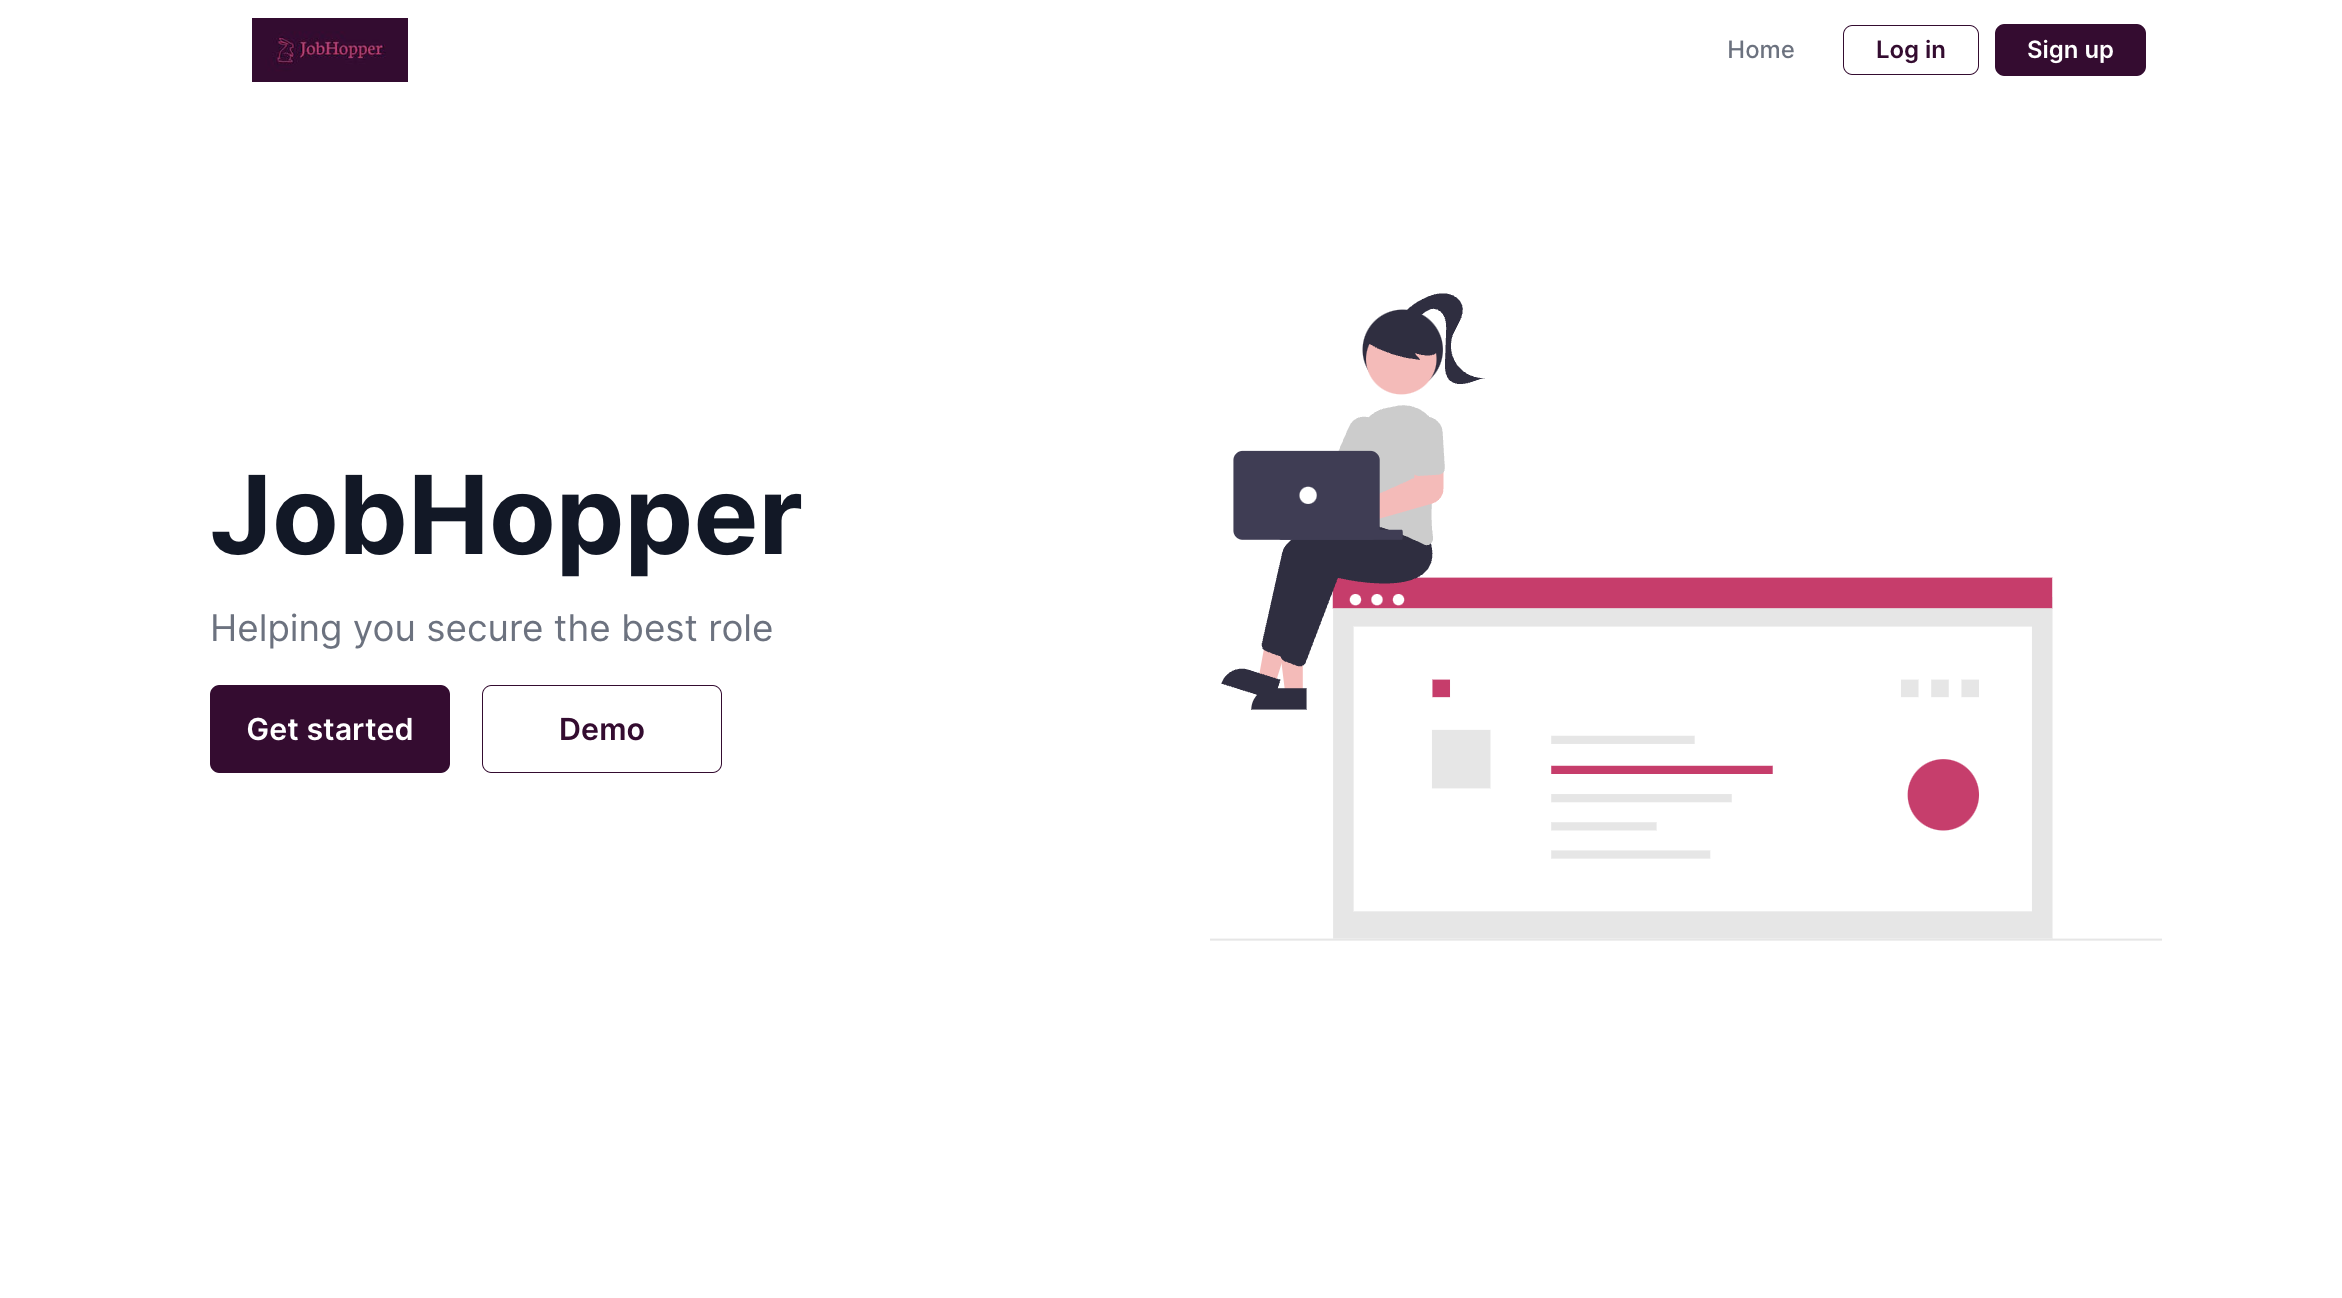 JobHopper
Home
Log in
Sign up
JobHopper
Helping you secure the best role
Get started
Demo